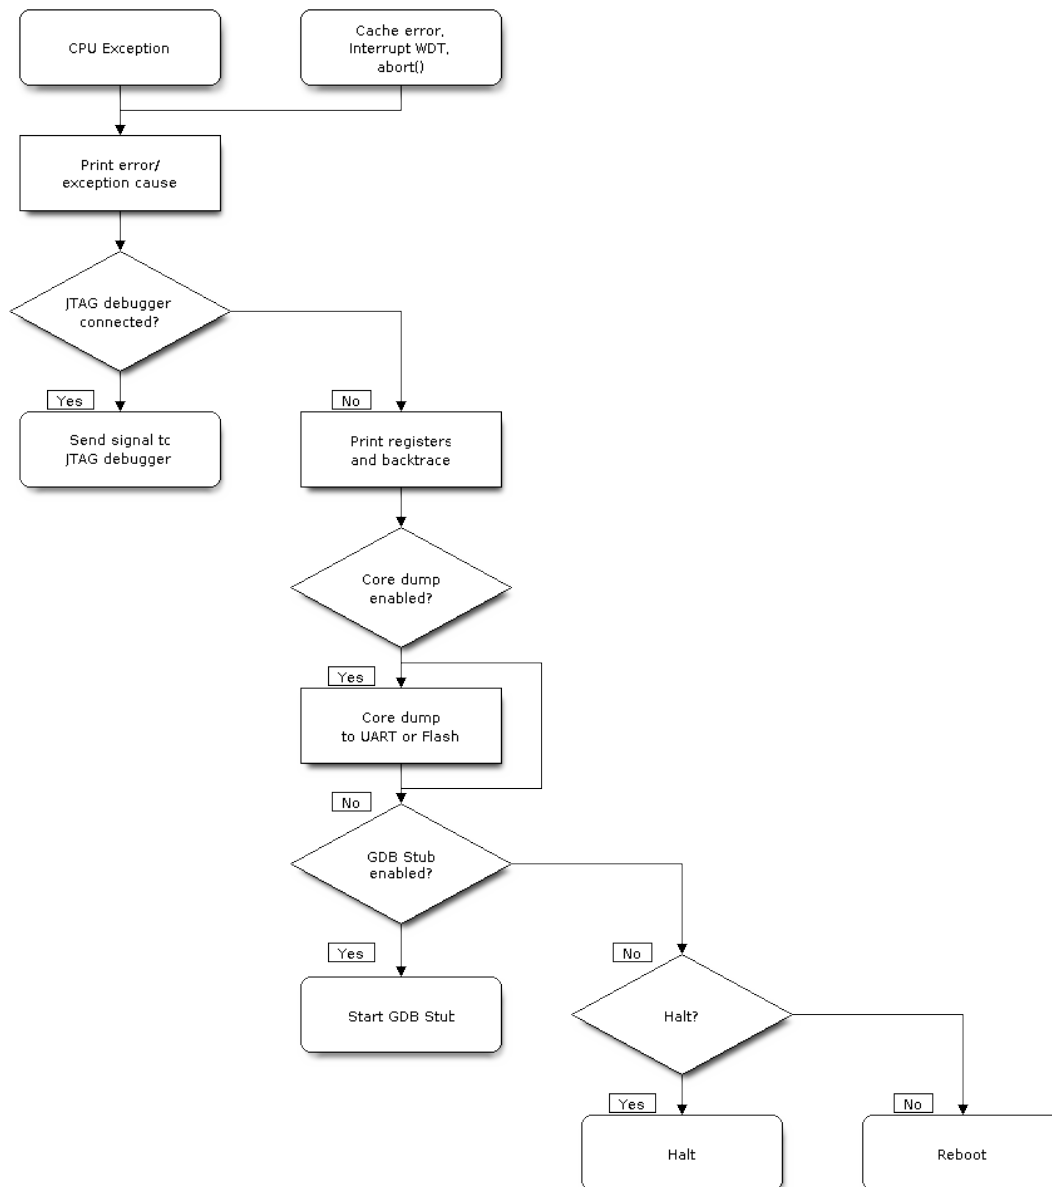 CPU Exception
Cache error,
Interrupt WDT,
abort()
Print error/
exception cause
JTAG debugger
connected?
Yes
No
Send signal to
JTAG debugger
Print registers
and backtrace
Core dump
enabled?
Yes
Core dump
to UART or Flash
No
GDB Stub
enabled?
Yes
No
Start GDB Stub
Halt?
Yes
No
Halt
Reboot